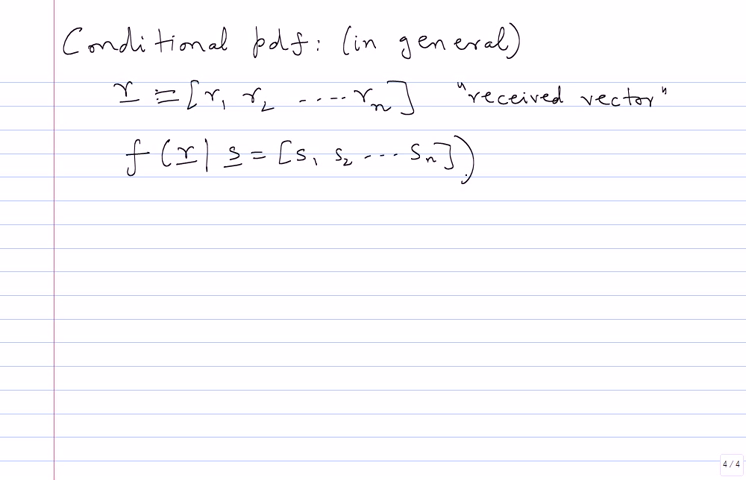 Conditional pdf: (in general)
r = [r₁ r₂ ..... rₙ] "received vector"
f (r | s = [s₁ s₂ ... sₙ])
4 / 4